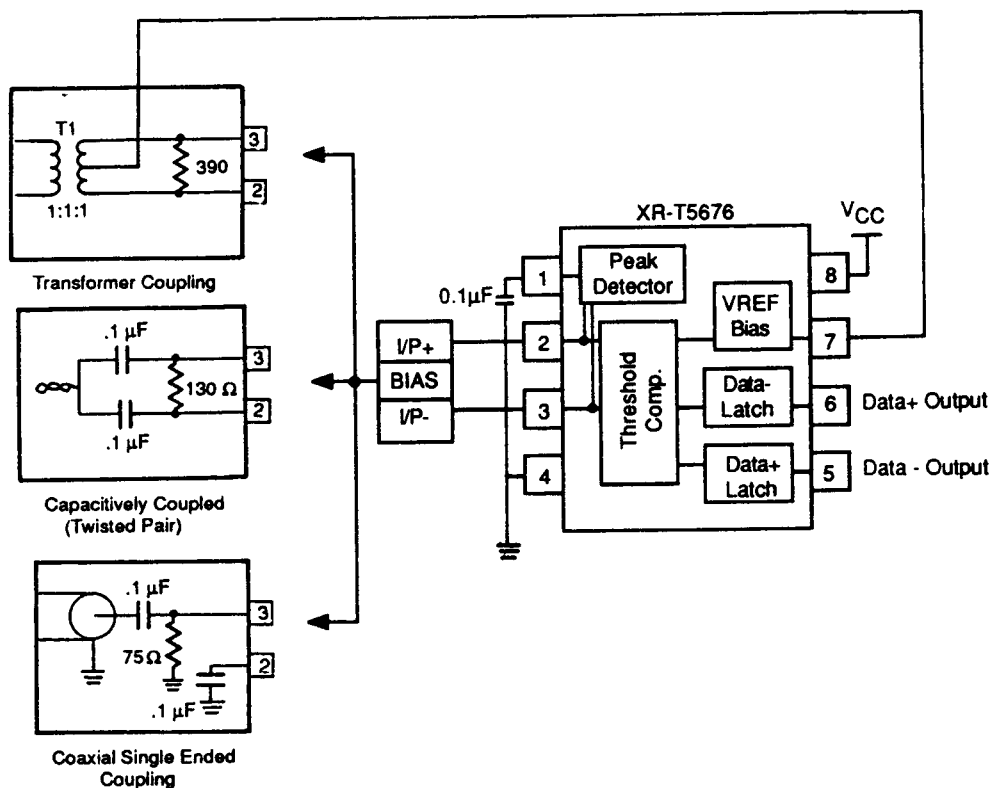 T1
3
390
2
1:1:1
Transformer Coupling
.1 μF
3
130 Ω
2
.1 μF
Capacitively Coupled
(Twisted Pair)
.1 μF
3
75Ω
2
.1 μF
Coaxial Single Ended
Coupling
I/P+
BIAS
I/P-
0.1μF
XR-T5676
VCC
1
Peak
Detector
8
2
VREF
Bias
7
3
Threshold
Comp.
Data-
Latch
6
Data+ Output
4
Data+
Latch
5
Data - Output